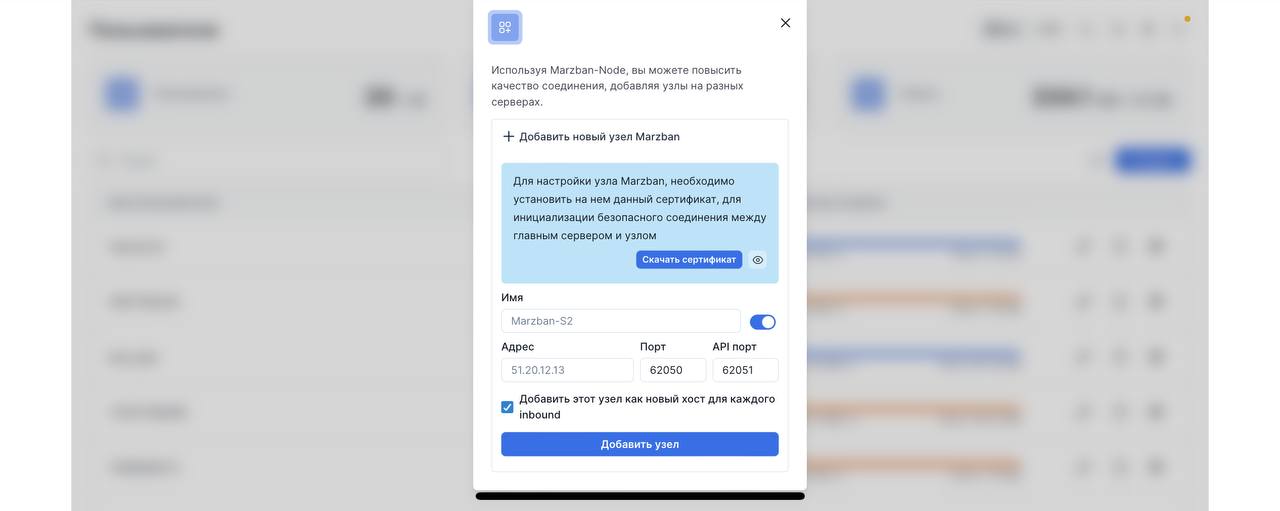 Используя Marzban-Node, вы можете повысить
качество соединения, добавляя узлы на разных
серверах.
Добавить новый узел Marzban
Для настройки узла Marzban, необходимо
установить на нем данный сертификат, для
инициализации безопасного соединения между
главным сервером и узлом
Скачать сертификат
Имя
Marzban-S2
Адрес Порт API порт
51.20.12.13 62050 62051
Добавить этот узел как новый хост для каждого
inbound
Добавить узел